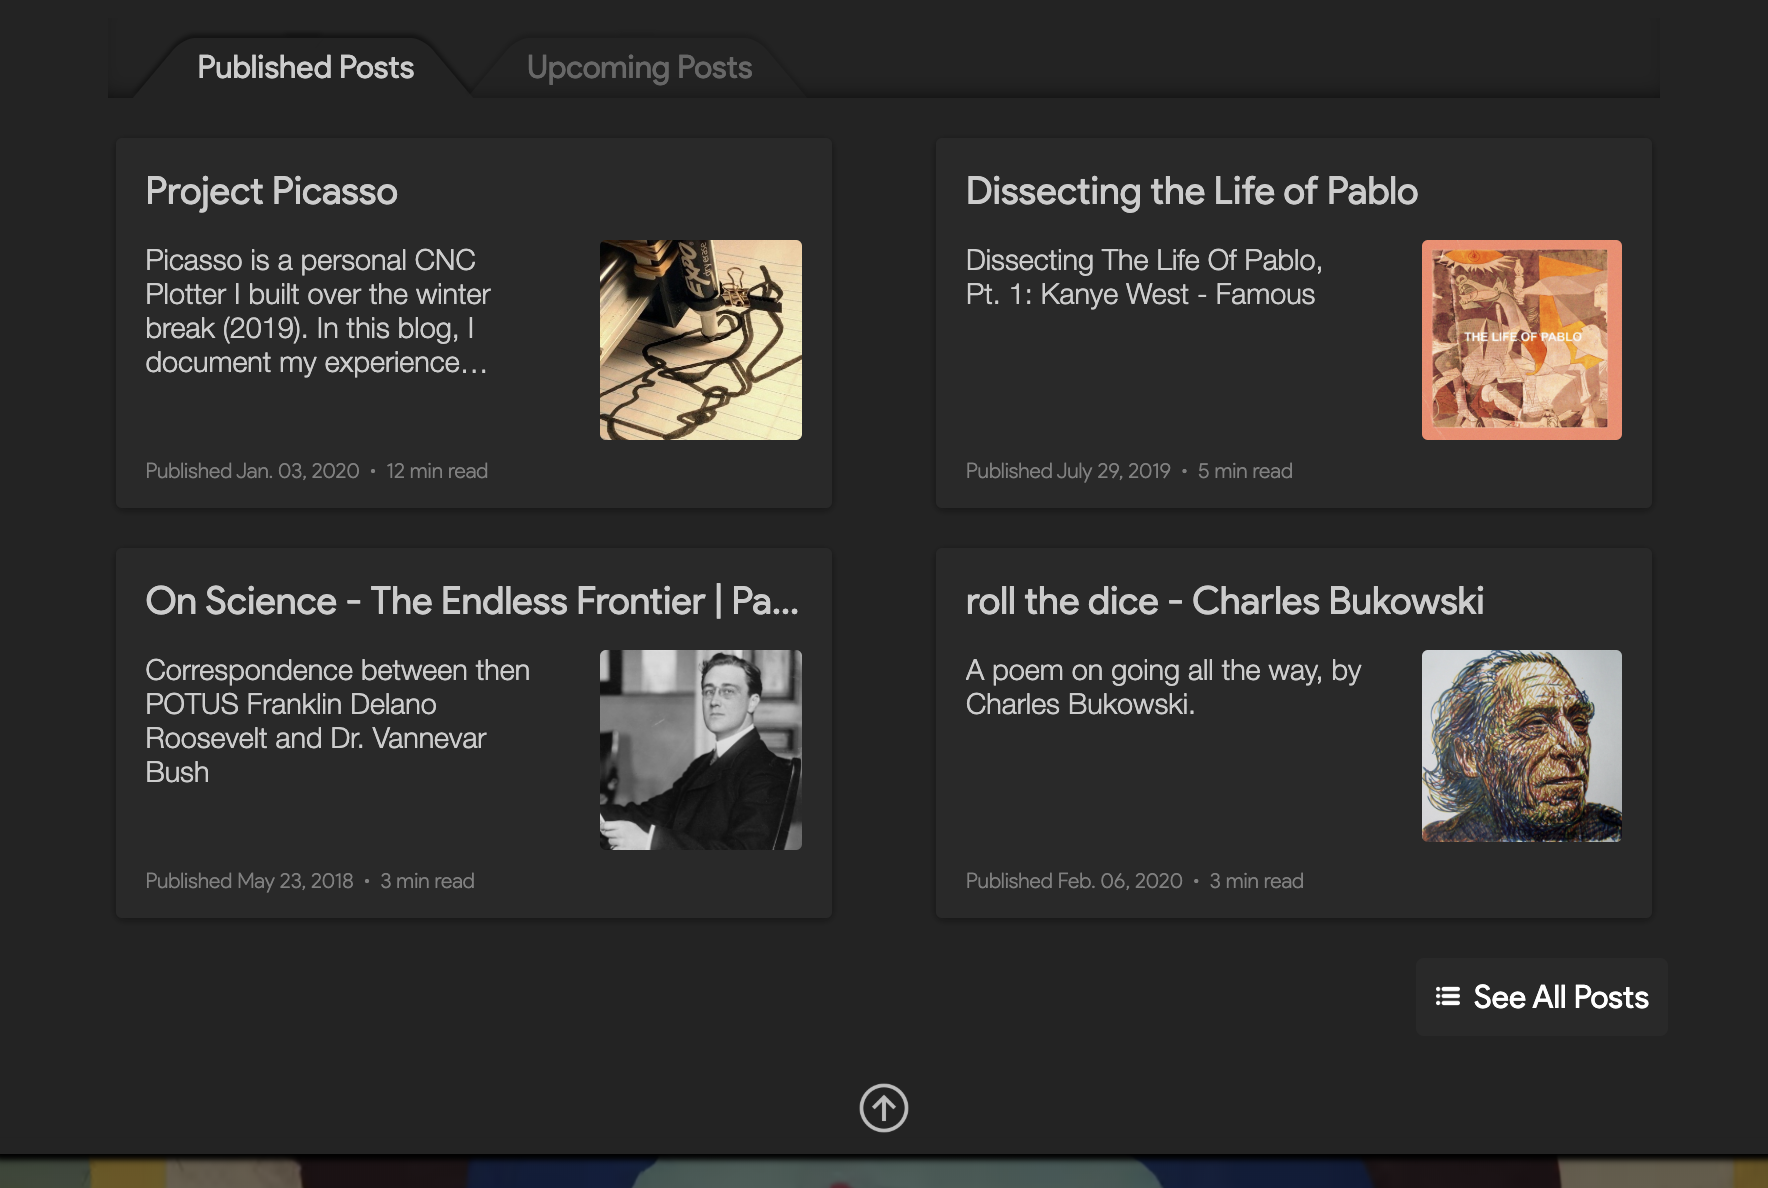 Published Posts
Upcoming Posts
Project Picasso
Picasso is a personal CNC
Plotter I built over the winter
break (2019). In this blog, I
document my experience…
EXPO
dry erase
Published Jan. 03, 2020 • 12 min read
Dissecting the Life of Pablo
Dissecting The Life Of Pablo,
Pt. 1: Kanye West - Famous
THE LIFE OF PABLO
Published July 29, 2019 • 5 min read
On Science - The Endless Frontier | Pa...
Correspondence between then
POTUS Franklin Delano
Roosevelt and Dr. Vannevar
Bush
Published May 23, 2018 • 3 min read
roll the dice - Charles Bukowski
A poem on going all the way, by
Charles Bukowski.
Published Feb. 06, 2020 • 3 min read
See All Posts